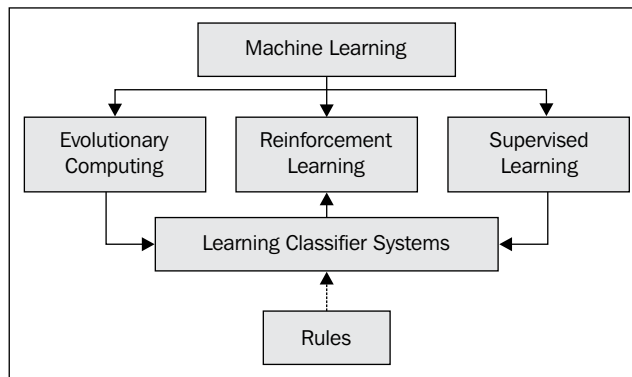 Machine Learning
Evolutionary
Computing
Reinforcement
Learning
Supervised
Learning
Learning Classifier Systems
Rules